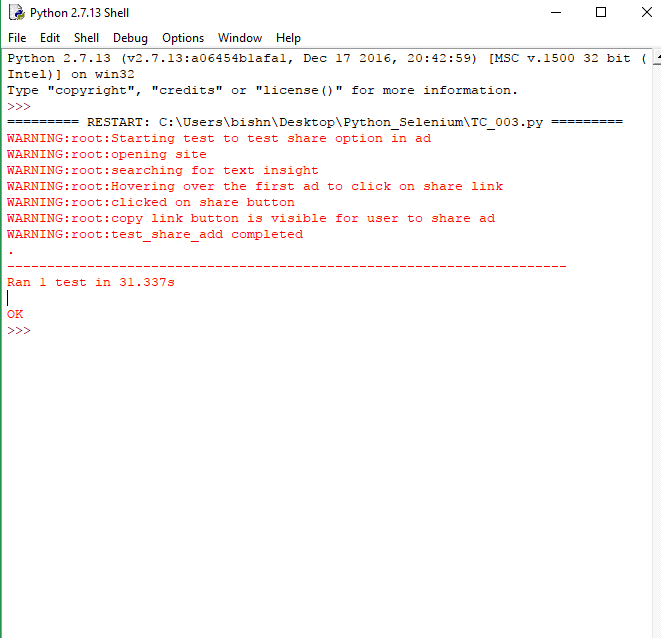 Python 2.7.13 Shell
File Edit Shell Debug Options Window Help
Python 2.7.13 (v2.7.13:a06454b1afa1, Dec 17 2016, 20:42:59) [MSC v.1500 32 bit (
Intel)] on win32
Type "copyright", "credits" or "license()" for more information.
>>>
========= RESTART: C:\Users\bishn\Desktop\Python_Selenium\TC_003.py =========
WARNING:root:Starting test to test share option in ad
WARNING:root:opening site
WARNING:root:searching for text insight
WARNING:root:Hovering over the first ad to click on share link
WARNING:root:clicked on share button
WARNING:root:copy link button is visible for user to share ad
WARNING:root:test_share_add completed
.
----------------------------------------------------------------------
Ran 1 test in 31.337s
OK
>>>